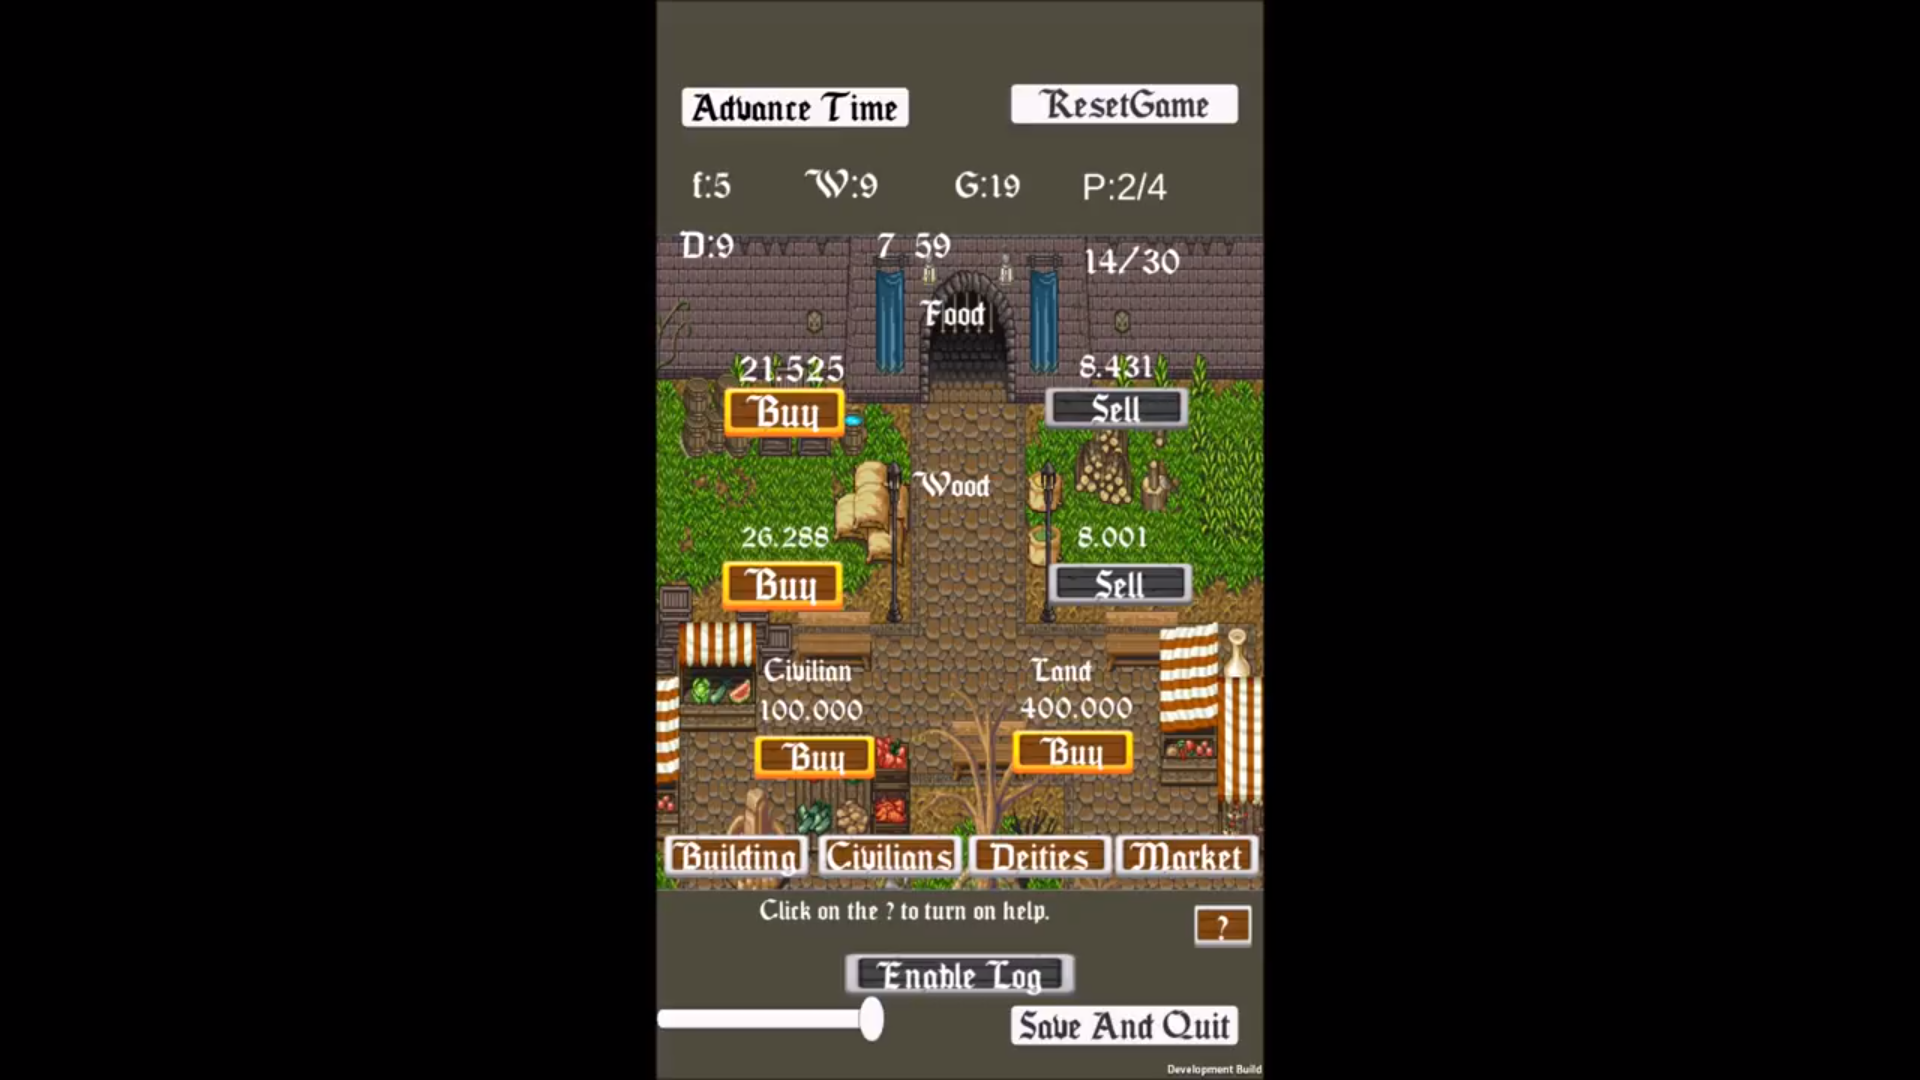 Advance Time
ResetGame
f:5
W:9
G:19
P:2/4
D:9
7 59
14/30
Food
21.525
8.431
Buy
Sell
Wood
26.288
8.001
Buy
Sell
Civilian
Land
100.000
400.000
Buy
Buy
Building
Civilians
Deities
Market
Click on the ? to turn on help.
?
Enable Log
Save And Quit
Development Build